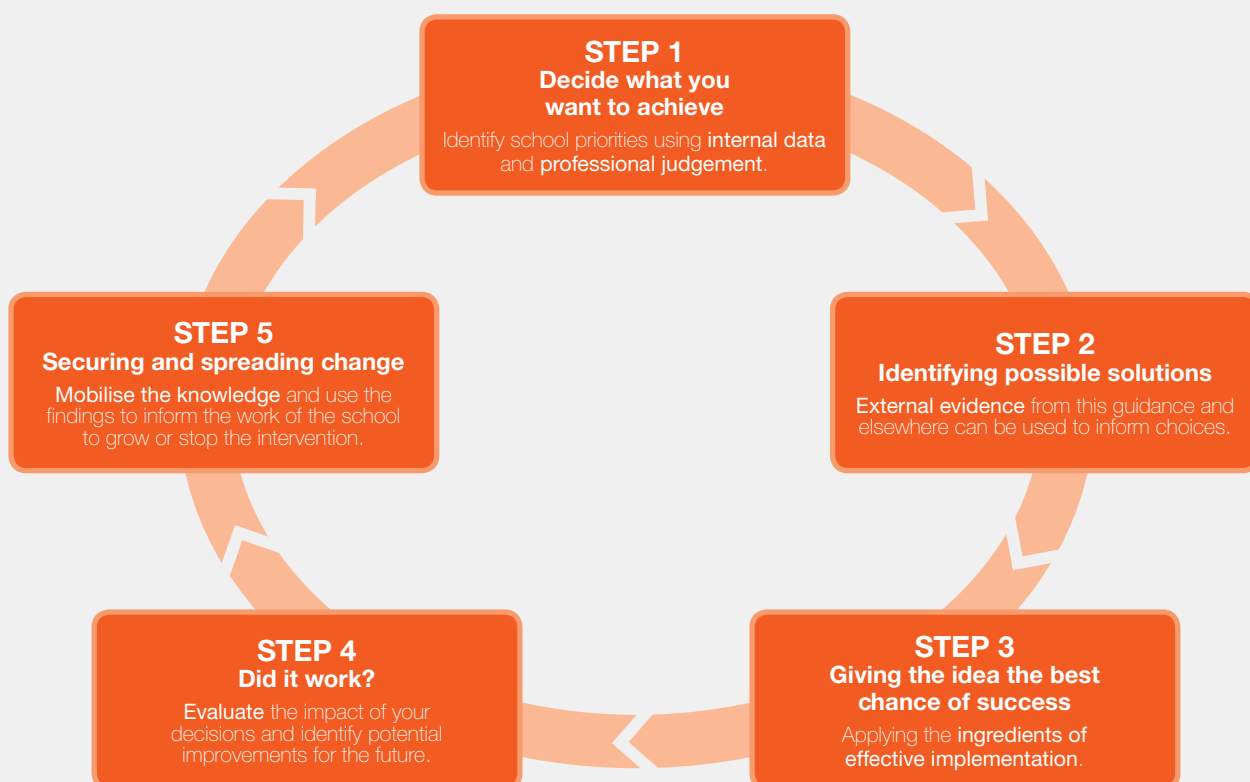 STEP 1
Decide what you
want to achieve
Identify school priorities using internal data
and professional judgement.
STEP 2
Identifying possible solutions
External evidence from this guidance and
elsewhere can be used to inform choices.
STEP 3
Giving the idea the best
chance of success
Applying the ingredients of
effective implementation.
STEP 4
Did it work?
Evaluate the impact of your
decisions and identify potential
improvements for the future.
STEP 5
Securing and spreading change
Mobilise the knowledge and use the
findings to inform the work of the school
to grow or stop the intervention.